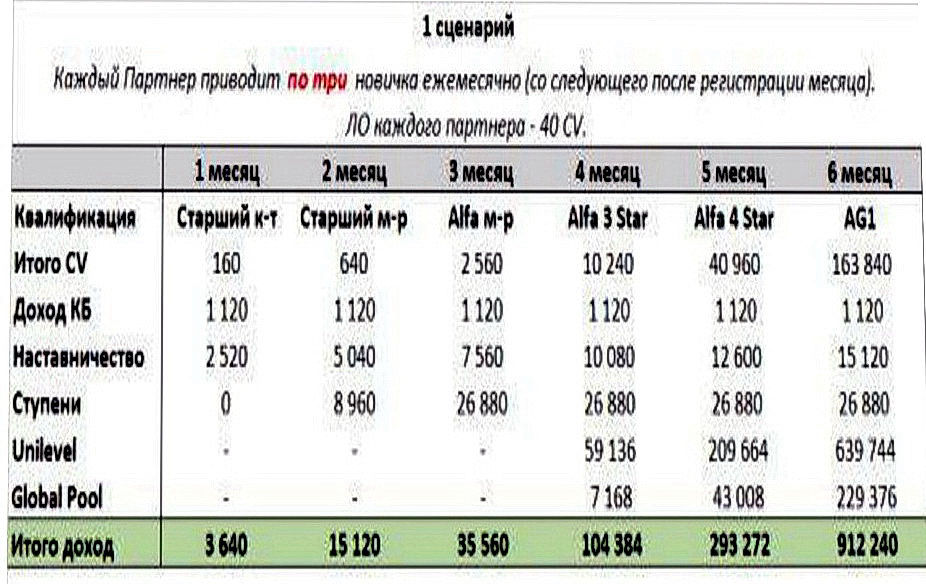 1 сценарий
Каждый Партнер приводит по три новичка ежемесячно (со следующего после регистрации месяца).
ЛО каждого партнера - 40 CV.
1 месяц 2 месяц 3 месяц 4 месяц 5 месяц 6 месяц
Квалификация Старший к-т Старший м-р Alfa м-р Alfa 3 Star Alfa 4 Star AG1
Итого CV 160 640 2 560 10 240 40 960 163 840
Доход КБ 1 120 1 120 1 120 1 120 1 120 1 120
Наставничество 2 520 5 040 7 560 10 080 12 600 15 120
Ступени 0 8 960 26 880 26 880 26 880 26 880
Unilevel - - - 59 136 209 664 639 744
Global Pool - - - 7 168 43 008 229 376
Итого доход 3 640 15 120 35 560 104 384 293 272 912 240